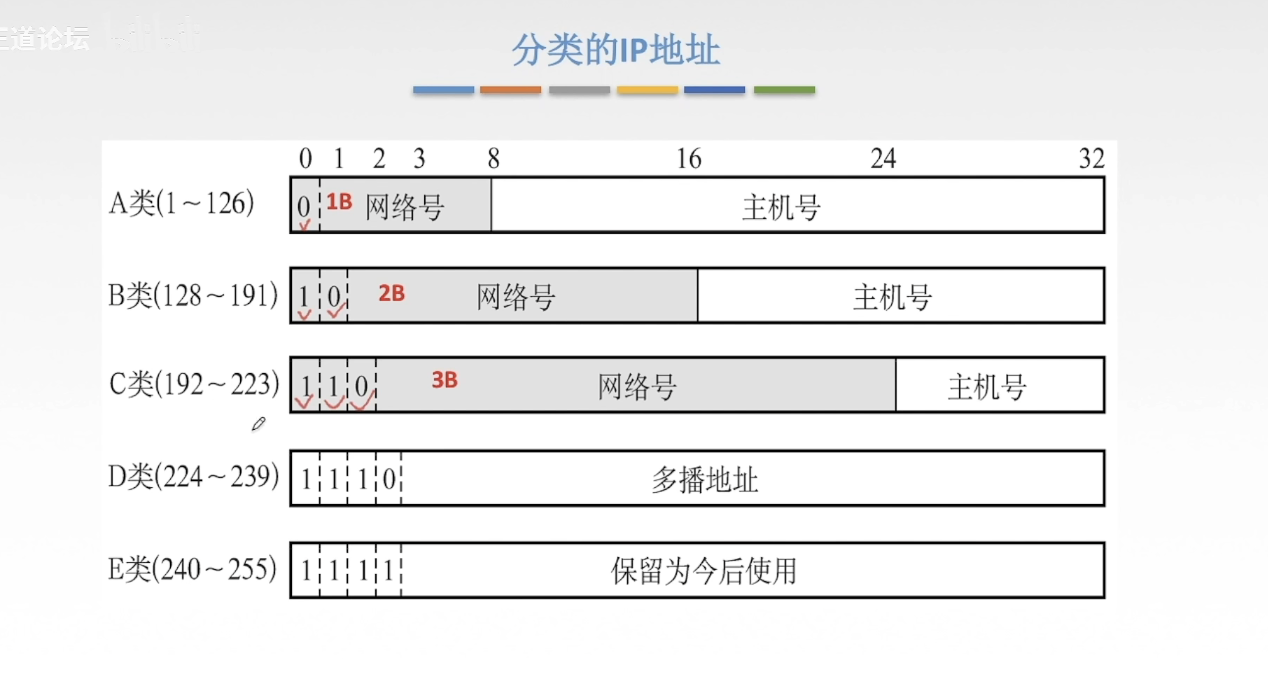 王道论坛
分类的IP地址
0 1 2 3 8 16 24 32
A类(1～126) 0 1B 网络号 主机号
B类(128～191) 1 0 2B 网络号 主机号
C类(192～223) 1 1 0 3B 网络号 主机号
D类(224～239) 1 1 1 0 多播地址
E类(240～255) 1 1 1 1 保留为今后使用